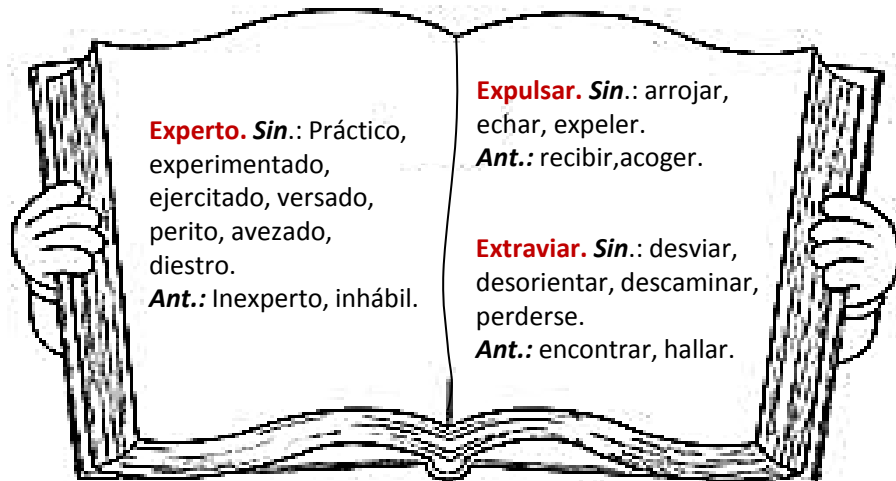 Experto. Sin.: Práctico,
experimentado,
ejercitado, versado,
perito, avezado,
diestro.
Ant.: Inexperto, inhábil.
Expulsar. Sin.: arrojar,
echar, expeler.
Ant.: recibir,acoger.
Extraviar. Sin.: desviar,
desorientar, descaminar,
perderse.
Ant.: encontrar, hallar.